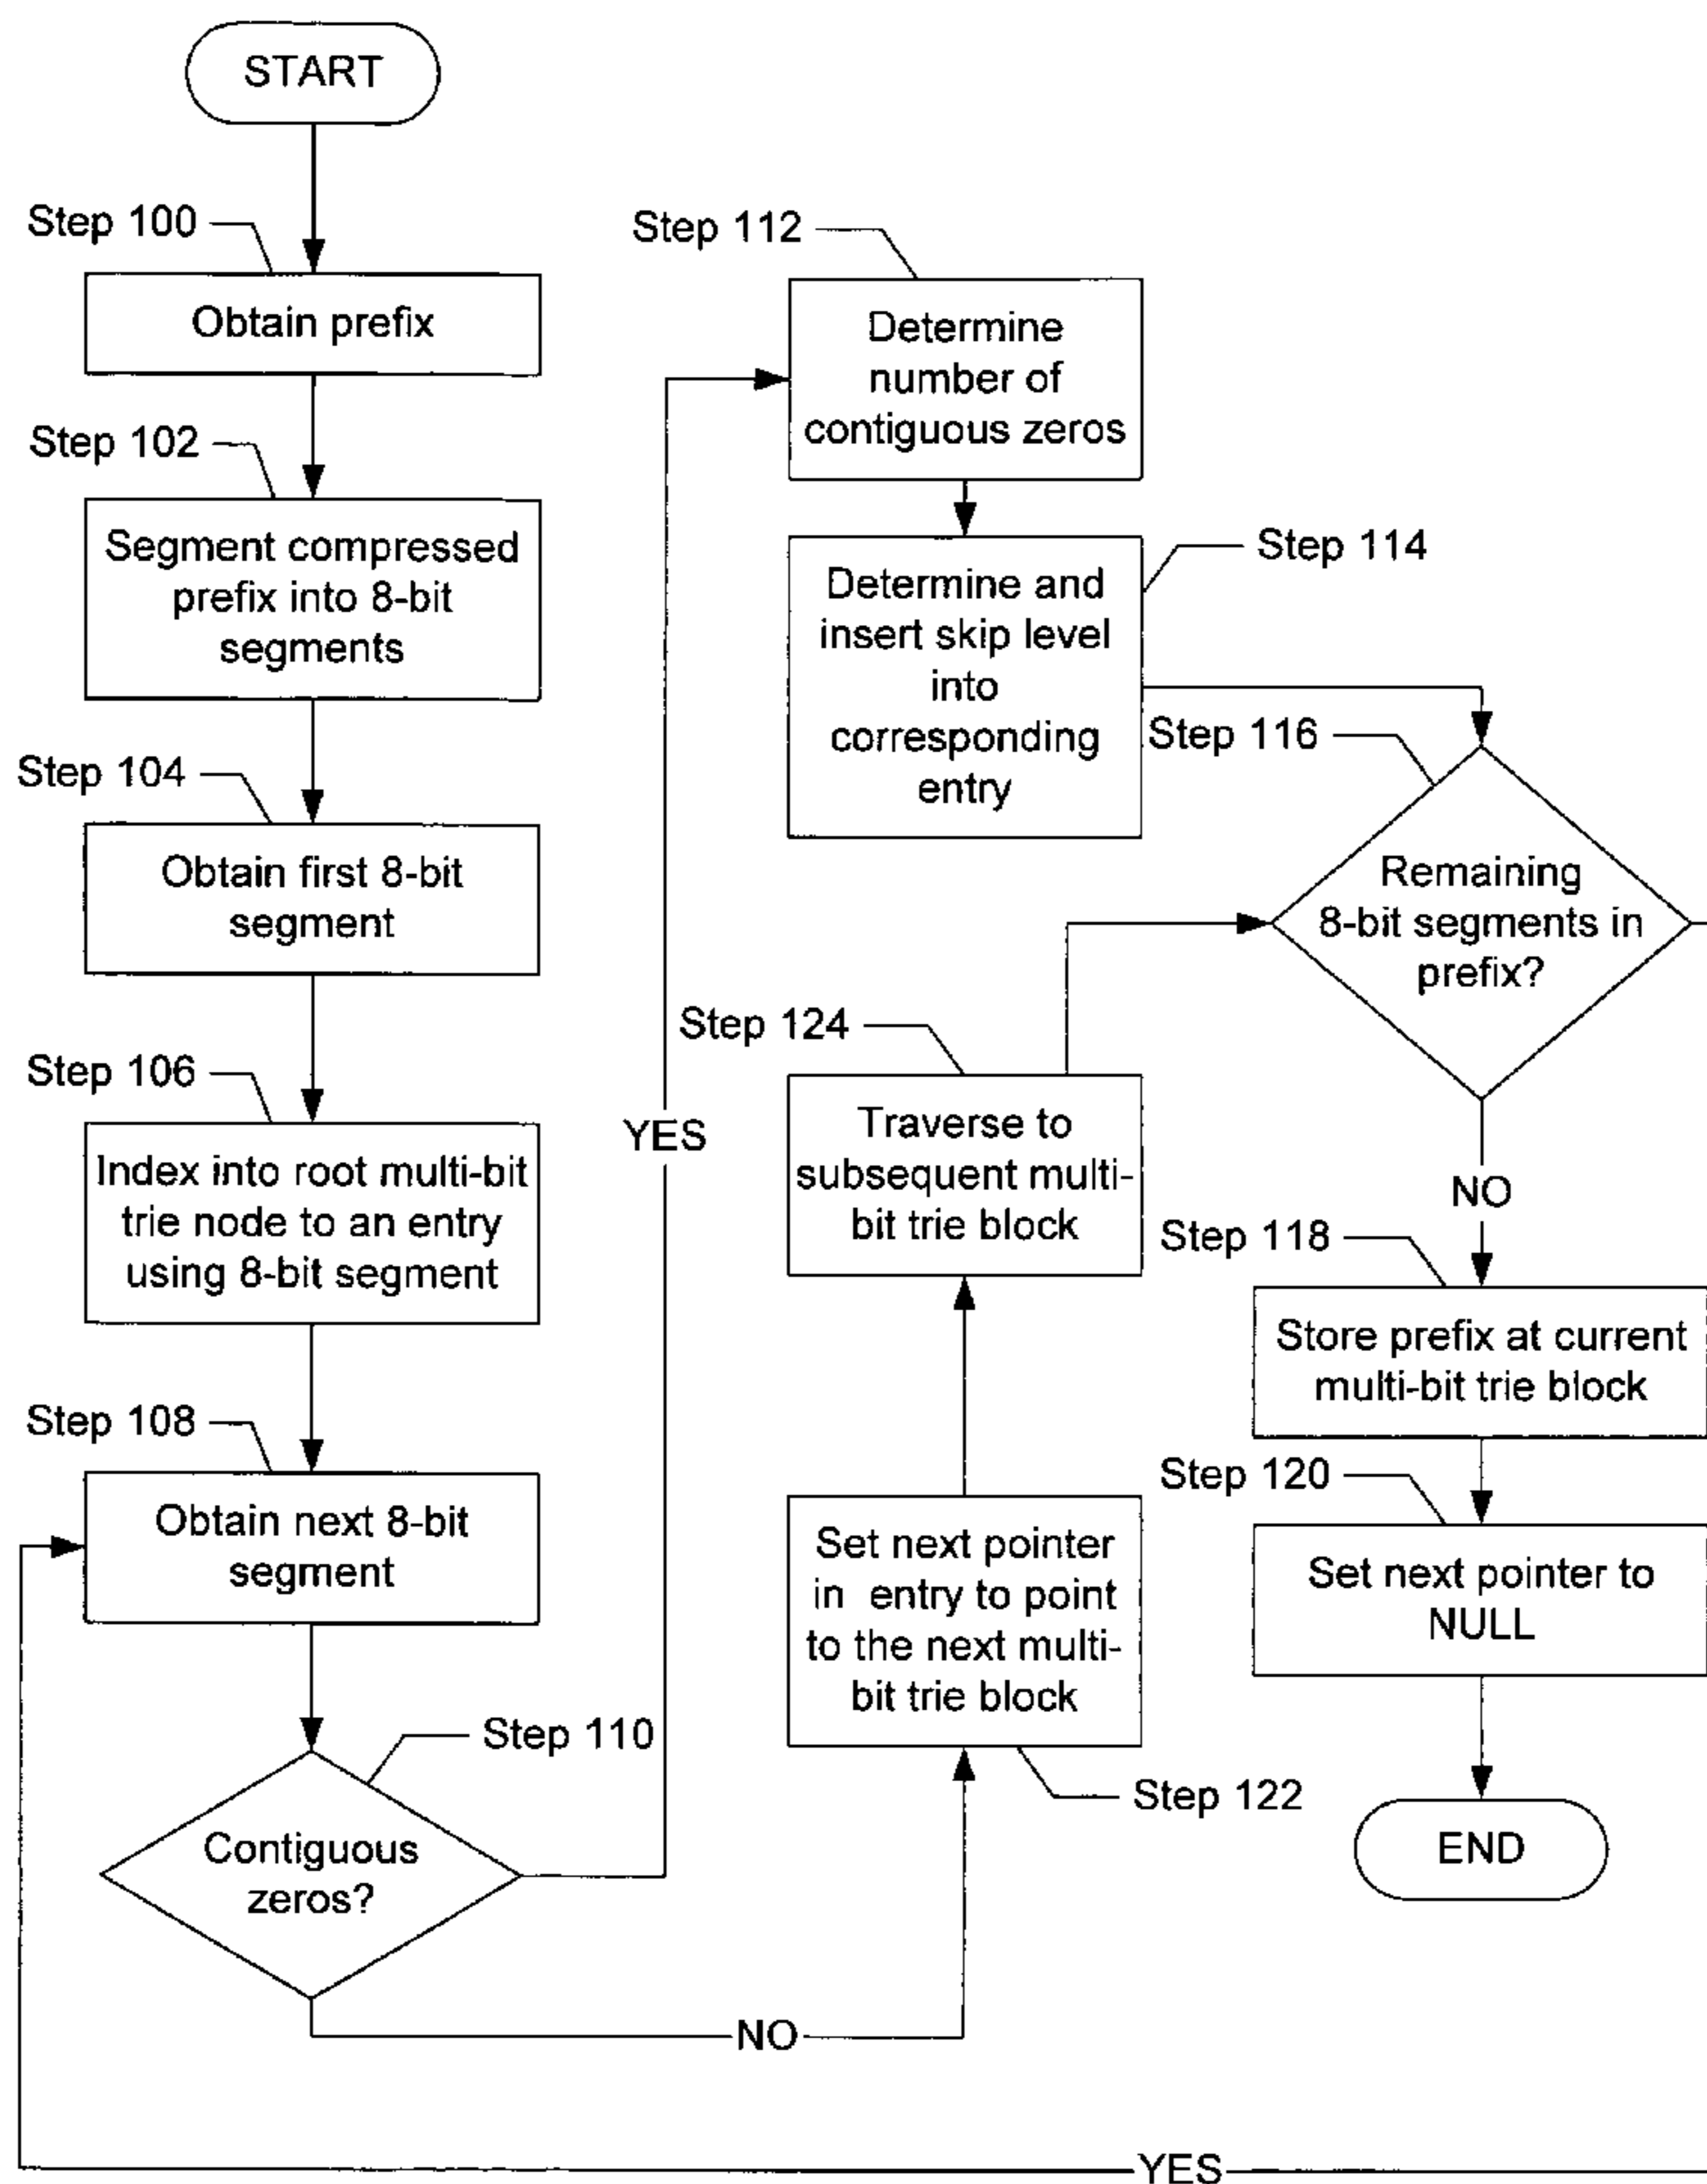 START
Step 100
Obtain prefix
Step 102
Segment compressed
prefix into 8-bit
segments
Step 104
Obtain first 8-bit
segment
Step 106
Index into root multi-bit
trie node to an entry
using 8-bit segment
Step 108
Obtain next 8-bit
segment
Step 110
Contiguous
zeros?
YES
NO
Step 112
Determine
number of
contiguous zeros
Step 114
Determine and
insert skip level
into
corresponding
entry
Step 116
Remaining
8-bit segments in
prefix?
NO
YES
Step 118
Store prefix at current
multi-bit trie block
Step 120
Set next pointer to
NULL
END
Step 122
Set next pointer
in entry to point
to the next multi-
bit trie block
Step 124
Traverse to
subsequent multi-
bit trie block